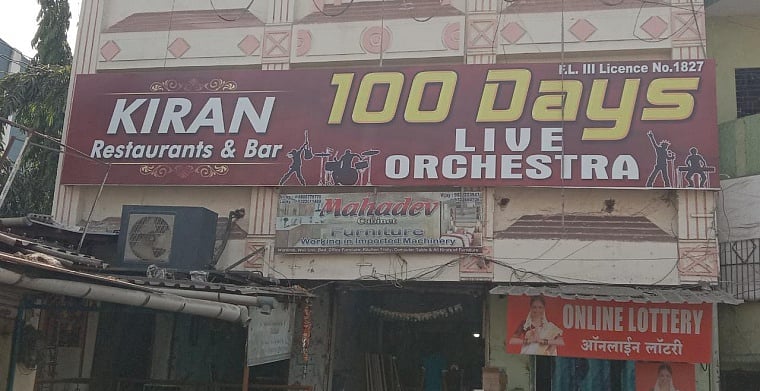 F.L. III Licence No.1827
KIRAN
Restaurants & Bar
100 Days
LIVE
ORCHESTRA
Mahadev
Cabinet
Furniture
Working in Imported Machinery
ONLINE LOTTERY
ऑनलाईन लॉटरी